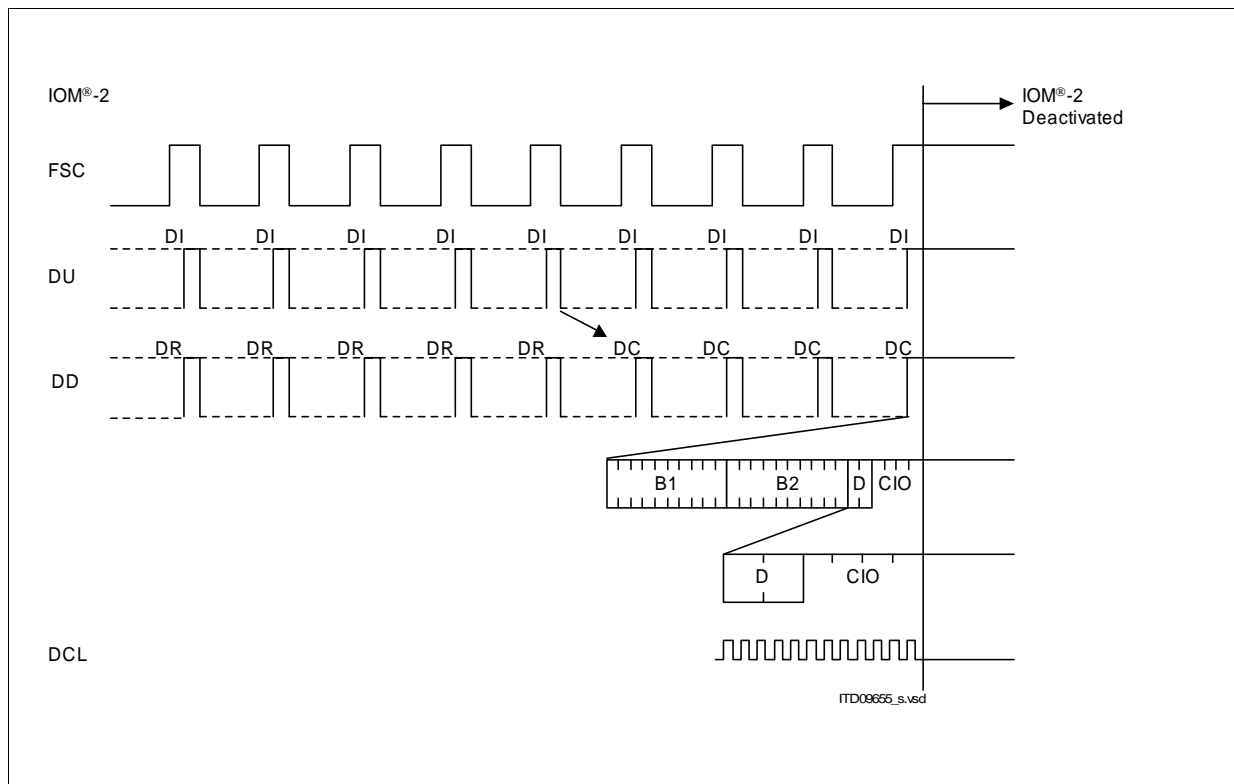 IOM®-2
IOM®-2
Deactivated
FSC
DI DI DI DI DI DI DI DI DI
DU
DR DR DR DR DR DC DC DC DC
DD
B1 B2 D CIO
D CIO
DCL
ITD09655_s.vsd